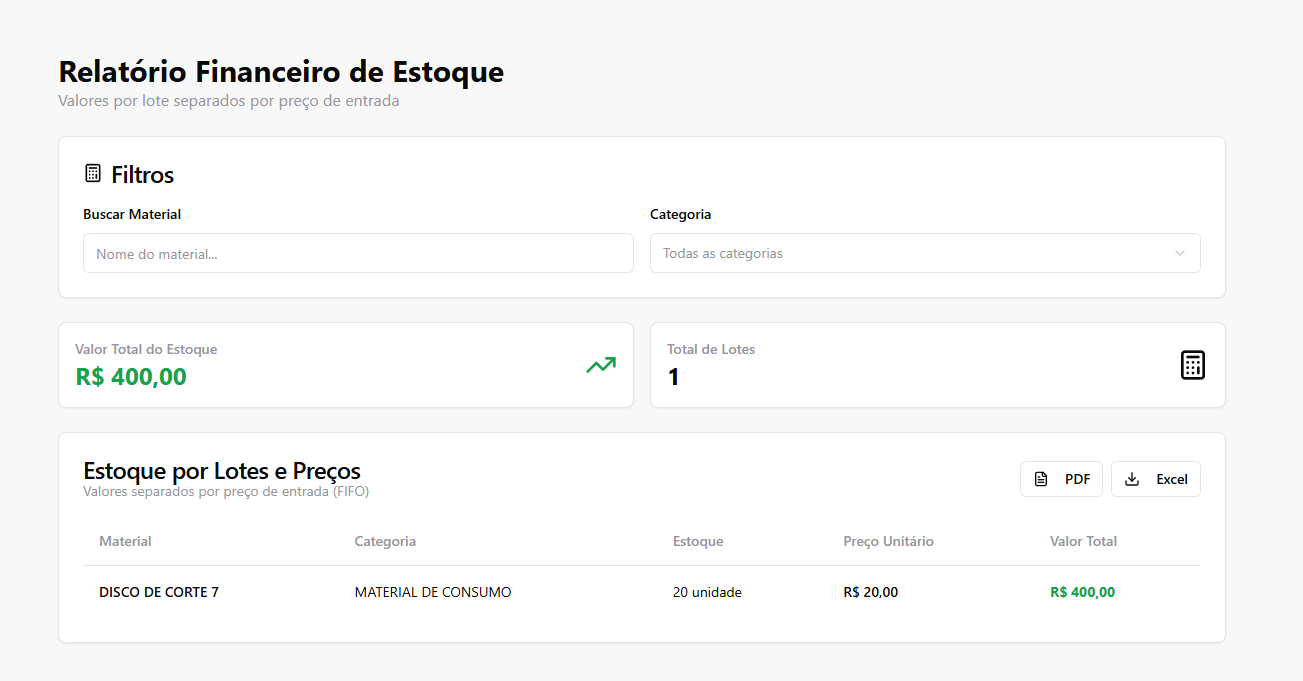 Relatório Financeiro de Estoque
Valores por lote separados por preço de entrada
Filtros
Buscar Material
Categoria
Nome do material...
Todas as categorias
Valor Total do Estoque
R$ 400,00
Total de Lotes
1
Estoque por Lotes e Preços
Valores separados por preço de entrada (FIFO)
PDF
Excel
Material Categoria Estoque Preço Unitário Valor Total
DISCO DE CORTE 7 MATERIAL DE CONSUMO 20 unidade R$ 20,00 R$ 400,00